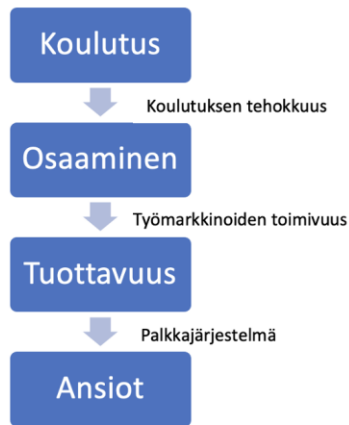 Koulutus
Koulutuksen tehokkuus
Osaaminen
Työmarkkinoiden toimivuus
Tuottavuus
Palkkajärjestelmä
Ansiot